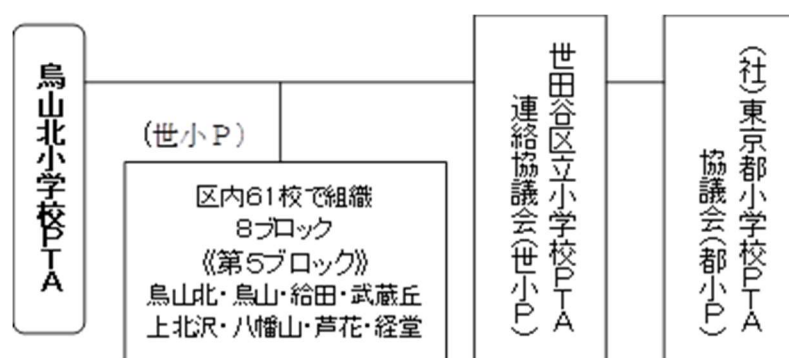 烏山北小学校PTA
(世小P)
区内61校で組織
8ブロック
《第5ブロック》
烏山北・烏山・給田・武蔵丘
上北沢・八幡山・芦花・経堂
世田谷区立小学校PTA
連絡協議会(世小P)
(社)東京都小学校PTA
協議会(都小P)